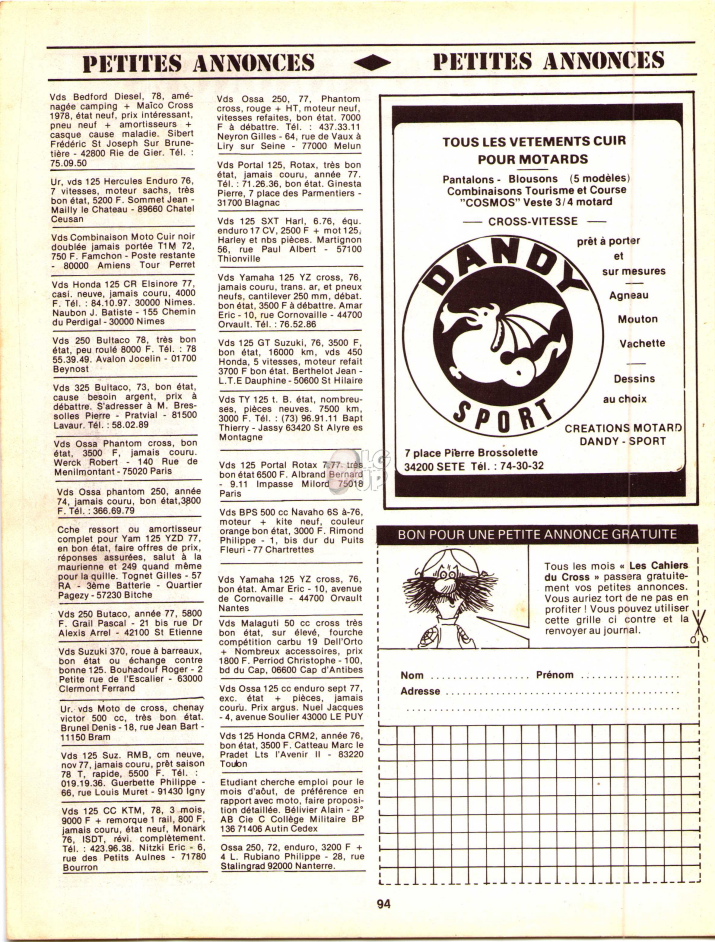 PETITES ANNONCES
PETITES ANNONCES
Vds Bedford Diesel, 78, amé-
nagée camping + Maïco Cross
1978, état neuf, prix intéressant,
pneu neuf + amortisseurs +
casque cause maladie. Sibert
Frédéric St Joseph Sur Brune-
tière - 42800 Rie de Gier. Tél. :
75.09.50
Ur, vds 125 Hercules Enduro 76,
7 vitesses, moteur sachs, très
bon état, 5200 F. Sommet Jean -
Mailly le Chateau - 89660 Chatel
Ceusan
Vds Combinaison Moto Cuir noir
doublée jamais portée T1M 72,
750 F. Famchon - Poste restante
- 80000 Amiens Tour Perret
Vds Honda 125 CR Elsinore 77,
casi. neuve, jamais couru, 4000
F. Tél. : 84.10.97. 30000 Nimes.
Naubon J. Batiste - 155 Chemin
du Perdigal - 30000 Nimes
Vds 250 Bultaco 78, très bon
état, peu roulé 8000 F. Tél. : 78
55.39.49. Avalon Jocelin - 01700
Beynost
Vds 325 Bultaco, 73, bon état,
cause besoin argent, prix à
débattre. S'adresser à M. Bres-
solles Pierre - Pratvial - 81500
Lavaur. Tél. : 58.02.89
Vds Ossa Phantom cross, bon
état, 3500 F, jamais couru.
Werck Robert - 140 Rue de
Menilmontant - 75020 Paris
Vds Ossa phantom 250, année
74, jamais couru, bon état,3800
F. Tél. : 366.69.79
Cche ressort ou amortisseur
complet pour Yam 125 YZD 77,
en bon état, faire offres de prix,
réponses assurées, salut à la
maurienne et 249 quand même
pour la quille. Tognet Gilles - 57
RA - 3ème Batterie - Quartier
Pagezy - 57230 Bitche
Vds 250 Butaco, année 77, 5800
F. Grail Pascal - 21 bis rue Dr
Alexis Arrel - 42100 St Etienne
Vds Suzuki 370, roue à barreaux,
bon état ou échange contre
bonne 125. Bouhadouf Roger - 2
Petite rue de l'Escalier - 63000
Clermont Ferrand
Ur. vds Moto de cross, chenay
victor 500 cc, très bon état.
Brunel Denis - 18, rue Jean Bart -
11150 Bram
Vds 125 Suz. RMB, cm neuve,
nov 77, jamais couru, prêt saison
78 T, rapide, 5500 F. Tél. :
019.19.36. Guerbette Philippe -
66, rue Louis Muret - 91430 Igny
Vds 125 CC KTM, 78, 3 mois,
9000 F + remorque 1 rail, 800 F,
jamais couru, état neuf, Monark
76, ISDT, révi. complètement.
Tél. : 423.96.38. Nitzki Eric - 6,
rue des Petits Aulnes - 71780
Bourron
Vds Ossa 250, 77, Phantom
cross, rouge + HT, moteur neuf,
vitesses refaites, bon état. 7000
F à débattre. Tél. : 437.33.11
Neyron Gilles - 64, rue de Vaux à
Liry sur Seine - 77000 Melun
Vds Portal 125, Rotax, très bon
état, jamais couru, année 77.
Tél. : 71.26.36, bon état. Ginesta
Pierre, 7 place des Parmentiers -
31700 Blagnac
Vds 125 SXT Harl, 6.76, équ.
enduro 17 CV, 2500 F + mot 125,
Harley et nbs pièces. Martignon
56, rue Paul Albert - 57100
Thionville
Vds Yamaha 125 YZ cross, 76,
jamais couru, trans. ar, et pneux
neufs, cantilever 250 mm, débat.
bon état, 3500 F à débattre. Amar
Eric - 10, rue Cornovaille - 44700
Orvault. Tél. : 76.52.86
Vds 125 GT Suzuki, 76, 3500 F,
bon état, 16000 km, vds 450
Honda, 5 vitesses, moteur refait
3700 F bon état. Berthelot Jean -
L.T.E Dauphine - 50600 St Hilaire
Vds TY 125 t. B. état, nombreu-
ses, pièces neuves. 7500 km,
3000 F. Tél. : (73) 96.91.11 Bapt
Thierry - Jassy 63420 St Alyre es
Montagne
Vds 125 Portal Rotax 7.77. très
bon état 6500 F. Albrand Bernard
- 9.11 Impasse Milord 75018
Paris
Vds BPS 500 cc Navaho 6S à-76,
moteur + kite neuf, couleur
orange bon état, 3000 F. Rimond
Philippe - 1, bis dur du Puits
Fleuri - 77 Chartrettes
Vds Yamaha 125 YZ cross, 76,
bon état. Amar Eric - 10, avenue
de Cornovaille - 44700 Orvault
Nantes
Vds Malaguti 50 cc cross très
bon état, sur élevé, fourche
compétition carbu 19 Dell'Orto
+ Nombreux accessoires, prix
1800 F. Perriod Christophe - 100,
bd du Cap, 06600 Cap d'Antibes
Vds Ossa 125 cc enduro sept 77,
exc. état + pièces, jamais
couru. Prix argus. Nuel Jacques
- 4, avenue Soulier 43000 LE PUY
Vds 125 Honda CRM2, année 76,
bon état, 3500 F. Catteau Marc le
Pradet Lts l'Avenir II - 83220
Toulon
Etudiant cherche emploi pour le
mois d'aôut, de préférence en
rapport avec moto, faire proposi-
tion détaillée. Bélivier Alain - 2°
AB Cie C Collège Militaire BP
136 71406 Autin Cedex
Ossa 250, 72, enduro, 3200 F +
4 L. Rubiano Philippe - 28, rue
Stalingrad 92000 Nanterre.
TOUS LES VETEMENTS CUIR
POUR MOTARDS
Pantalons - Blousons (5 modèles)
Combinaisons Tourisme et Course
"COSMOS" Veste 3/4 motard
CROSS-VITESSE
DANDY
SPORT
prêt à porter
et
sur mesures
Agneau
Mouton
Vachette
Dessins
au choix
CREATIONS MOTARD
DANDY - SPORT
7 place Pierre Brossolette
34200 SETE Tél. : 74-30-32
BON POUR UNE PETITE ANNONCE GRATUITE
Tous les mois « Les Cahiers
du Cross » passera gratuite-
ment vos petites annonces.
Vous auriez tort de ne pas en
profiter ! Vous pouvez utiliser
cette grille ci contre et la
renvoyer au journal.
Nom ........................ Prénom ........................
Adresse ........................
94